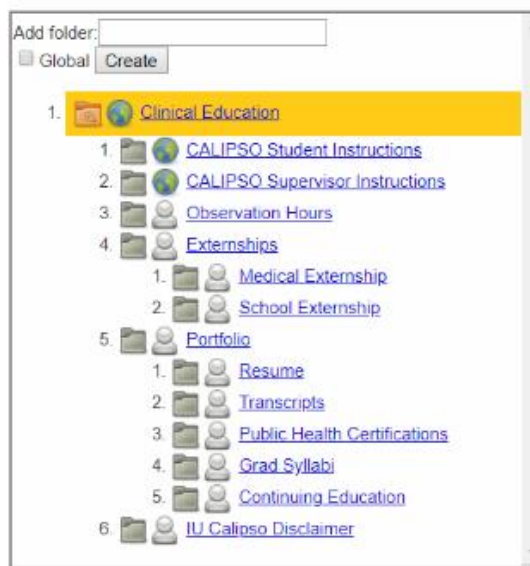 Add folder:
Global Create
1. Clinical Education
1. CALIPSO Student Instructions
2. CALIPSO Supervisor Instructions
3. Observation Hours
4. Externships
1. Medical Externship
2. School Externship
5. Portfolio
1. Resume
2. Transcripts
3. Public Health Certifications
4. Grad Syllabi
5. Continuing Education
6. IU Calipso Disclaimer